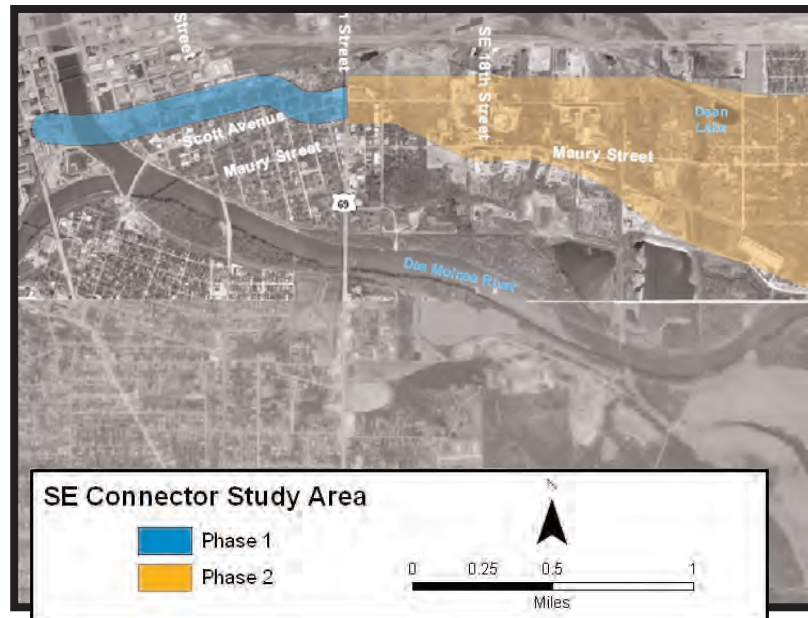 Street
h Street
SE 18th Street
Dean
Lake
Scott Avenue
Maury Street
Maury Street
69
Des Moines River
SE Connector Study Area
Phase 1
Phase 2
N
0 0.25 0.5 1
Miles